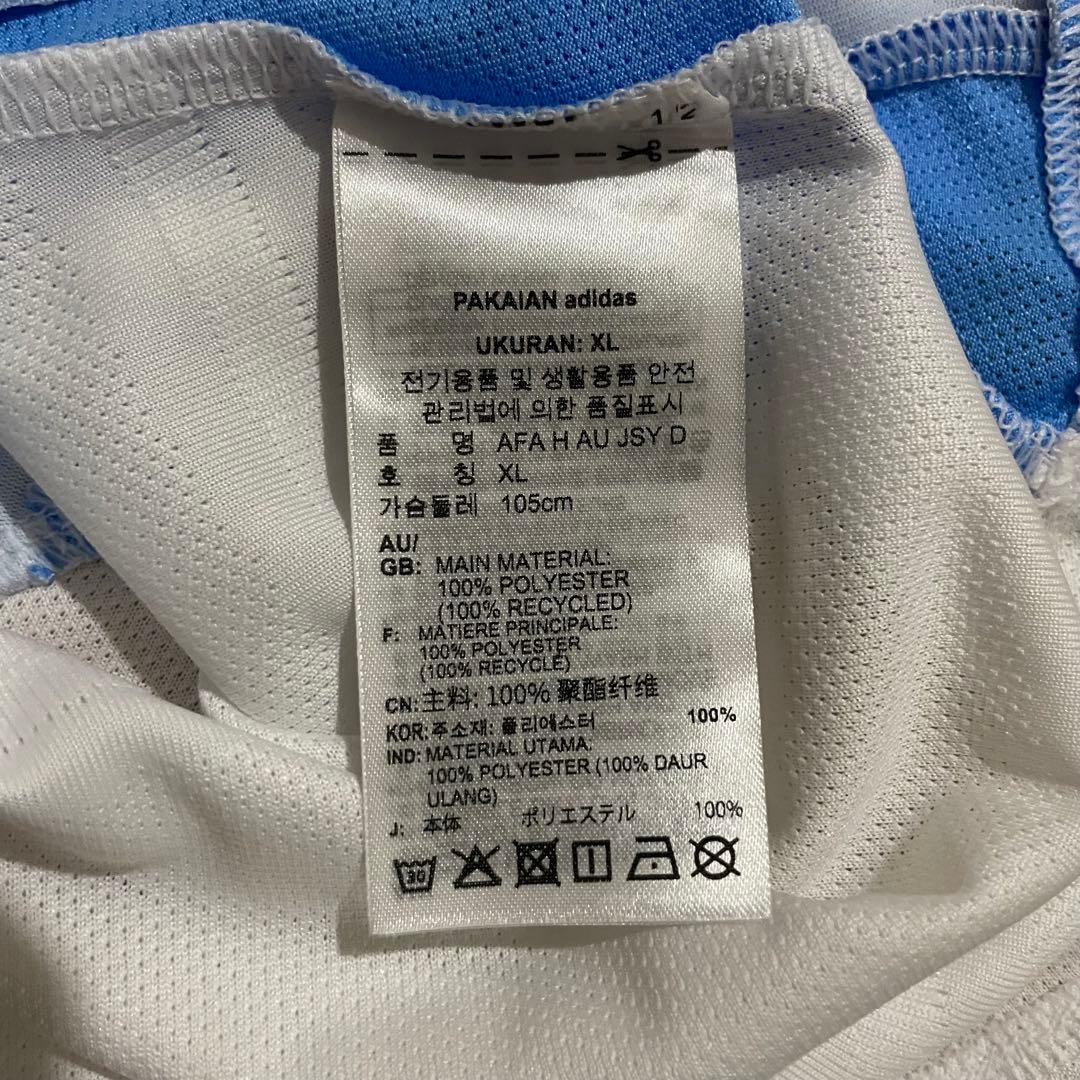 1/2
PAKAIAN adidas
UKURAN: XL
전기용품 및 생활용품 안전
관리법에 의한 품질표시
품 명 AFA H AU JSY D
호 칭 XL
가슴둘레 105cm
AU/
GB: MAIN MATERIAL:
100% POLYESTER
(100% RECYCLED)
F: MATIERE PRINCIPALE:
100% POLYESTER
(100% RECYCLÉ)
CN: 主料: 100% 聚酯纤维
KOR: 주소재: 폴리에스터 100%
IND: MATERIAL UTAMA:
100% POLYESTER (100% DAUR
ULANG)
J: 本体 ポリエステル 100%
30